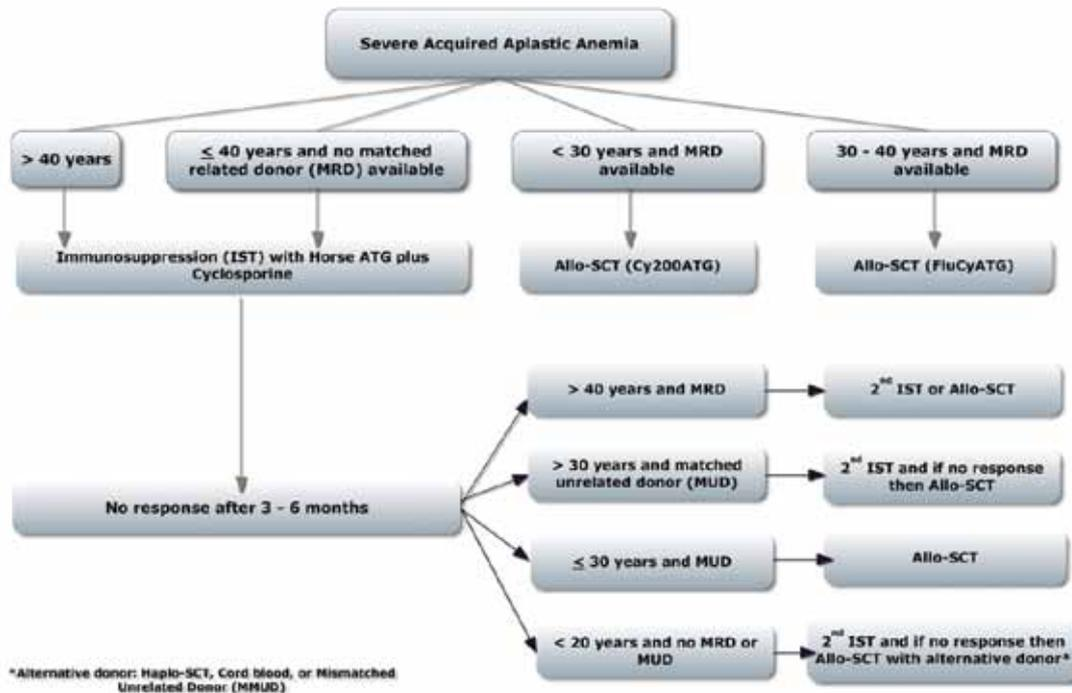 Severe Acquired Aplastic Anemia
> 40 years
≤ 40 years and no matched
related donor (MRD) available
< 30 years and MRD
available
30 - 40 years and MRD
available
Immunosuppression (IST) with Horse ATG plus
Cyclosporine
Allo-SCT (Cy200ATG)
Allo-SCT (FluCyATG)
No response after 3 - 6 months
> 40 years and MRD
2nd IST or Allo-SCT
> 30 years and matched
unrelated donor (MUD)
2nd IST and if no response
then Allo-SCT
≤ 30 years and MUD
Allo-SCT
< 20 years and no MRD or
MUD
2nd IST and if no response then
Allo-SCT with alternative donor*
*Alternative donor: Haplo-SCT, Cord blood, or Mismatched
Unrelated Donor (MMUD)